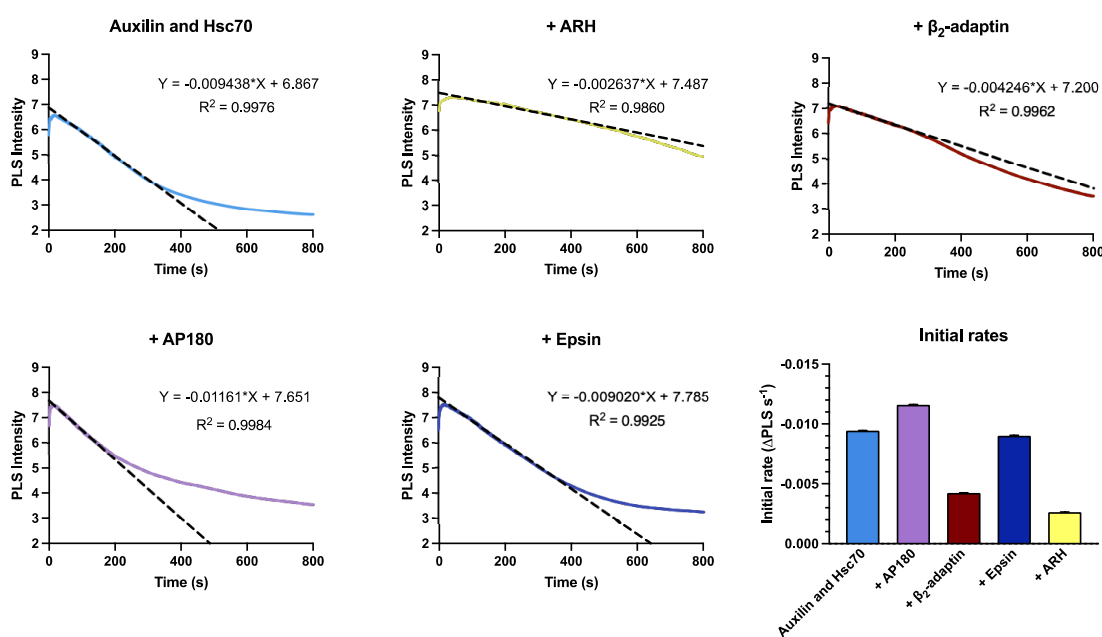 Auxilin and Hsc70
9
8
7
6
5
4
3
2
0
200
400
600
800
PLS Intensity
Time (s)
Y = -0.009438*X + 6.867
R² = 0.9976
+ ARH
9
8
7
6
5
4
3
2
0
200
400
600
800
PLS Intensity
Time (s)
Y = -0.002637*X + 7.487
R² = 0.9860
+ β₂-adaptin
9
8
7
6
5
4
3
2
0
200
400
600
800
PLS Intensity
Time (s)
Y = -0.004246*X + 7.200
R² = 0.9962
+ AP180
9
8
7
6
5
4
3
2
0
200
400
600
800
PLS Intensity
Time (s)
Y = -0.01161*X + 7.651
R² = 0.9984
+ Epsin
9
8
7
6
5
4
3
2
0
200
400
600
800
PLS Intensity
Time (s)
Y = -0.009020*X + 7.785
R² = 0.9925
Initial rates
-0.015
-0.010
-0.005
0.000
Initial rate (ΔPLS s⁻¹)
Auxilin and Hsc70
+ AP180
+ β₂-adaptin
+ Epsin
+ ARH